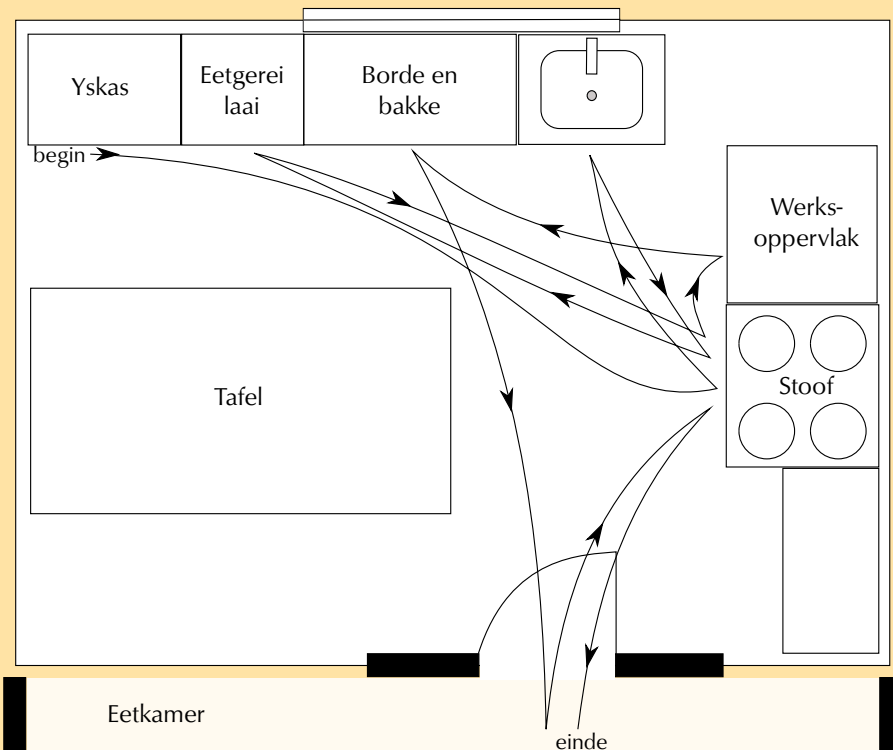 Yskas
Eetgerei
laai
Borde en
bakke
begin
Werks-
oppervlak
Stoof
Tafel
Eetkamer
einde